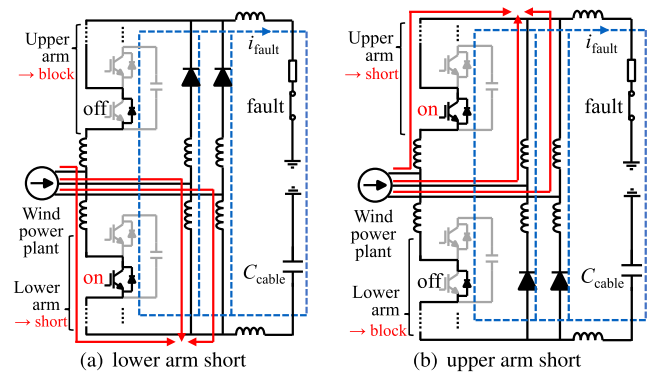 Upper
arm
→ block
off
i_fault
fault
Wind
power
plant
on
Lower
arm
→ short
C_cable
(a) lower arm short
Upper
arm
→ short
on
i_fault
fault
Wind
power
plant
off
Lower
arm
→ block
C_cable
(b) upper arm short